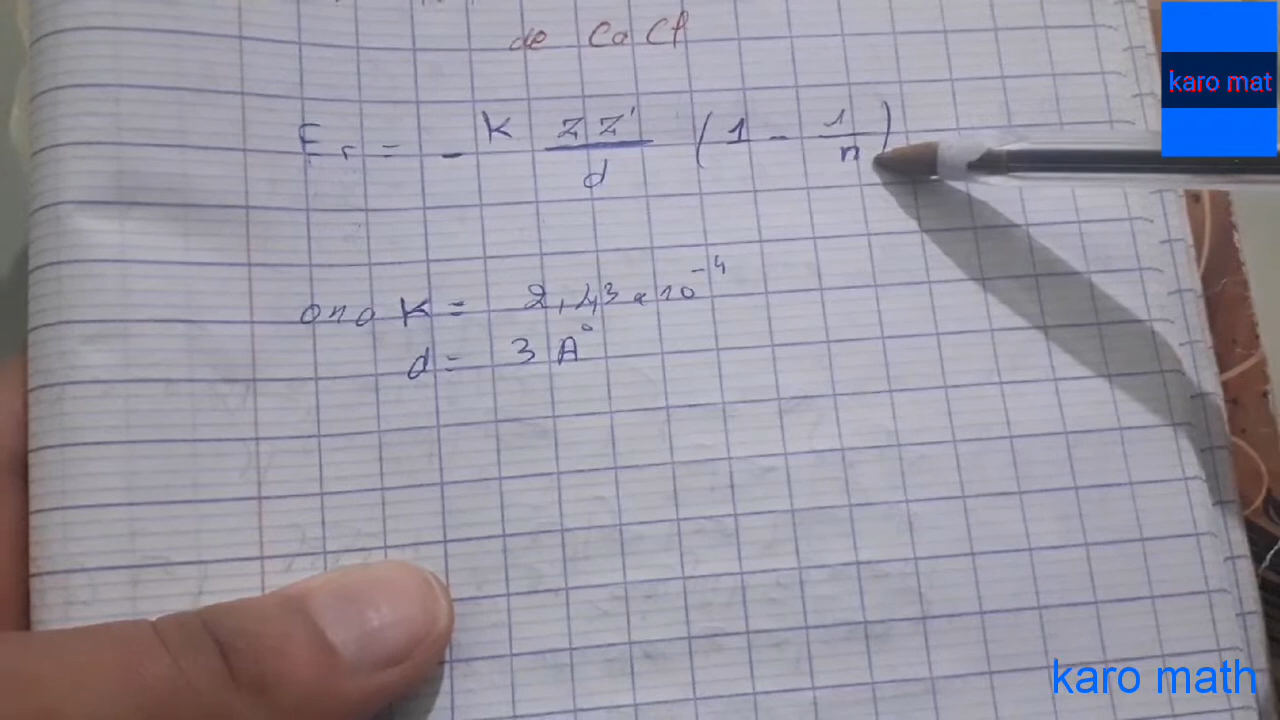 de CaCl
karo mat
Er = - K ZZ'/d (1 - 1/n)
on a K = 2,43 x 10⁻⁴
d = 3 A°
karo math